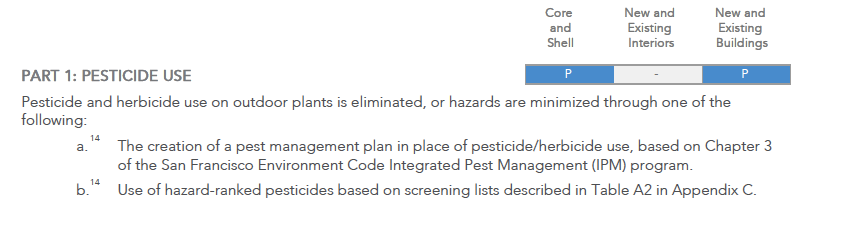 Core and Shell
New and Existing Interiors
New and Existing Buildings
PART 1: PESTICIDE USE
P
-
P
Pesticide and herbicide use on outdoor plants is eliminated, or hazards are minimized through one of the
following:
a.14 The creation of a pest management plan in place of pesticide/herbicide use, based on Chapter 3
of the San Francisco Environment Code Integrated Pest Management (IPM) program.
b.14 Use of hazard-ranked pesticides based on screening lists described in Table A2 in Appendix C.